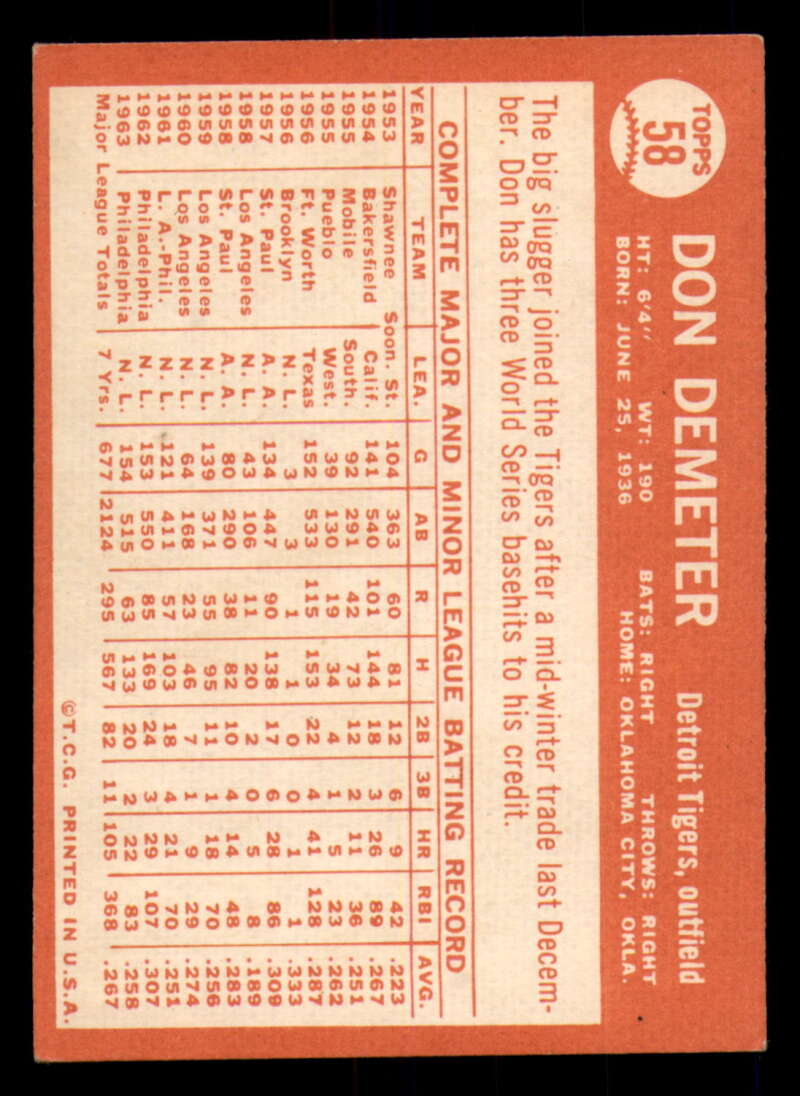 TOPPS
58
DON DEMETER Detroit Tigers, outfield
HT: 6'4" WT: 190 BATS: RIGHT THROWS: RIGHT
BORN: JUNE 25, 1936 HOME: OKLAHOMA CITY, OKLA.
The big slugger joined the Tigers after a mid-winter trade last Decem-
ber. Don has three World Series basehits to his credit.
COMPLETE MAJOR AND MINOR LEAGUE BATTING RECORD
YEAR TEAM LEA. G AB R H 2B 3B HR RBI AVG.
1953 Shawnee Soon. St. 104 363 60 81 12 6 9 42 .223
1954 Bakersfield Calif. 141 540 101 144 18 3 26 89 .267
1955 Mobile South. 92 291 42 73 12 2 11 36 .251
1955 Pueblo West. 39 130 19 34 4 1 5 23 .262
1956 Ft. Worth Texas 152 533 115 153 22 4 41 128 .287
1956 Brooklyn N. L. 3 3 1 1 0 0 1 1 .333
1957 St. Paul A. A. 134 447 90 138 17 6 28 86 .309
1958 Los Angeles N. L. 43 106 11 20 2 0 5 8 .189
1958 St. Paul A. A. 80 290 38 82 10 4 14 48 .283
1959 Los Angeles N. L. 139 371 55 95 11 1 18 70 .256
1960 Los Angeles N. L. 64 168 23 46 7 1 9 29 .274
1961 L. A.-Phil. N. L. 121 411 57 103 18 4 21 70 .251
1962 Philadelphia N. L. 153 550 85 169 24 3 29 107 .307
1963 Philadelphia N. L. 154 515 63 133 20 2 22 83 .258
Major League Totals 7 Yrs. 677 2124 295 567 82 11 105 368 .267
©T.C.G. PRINTED IN U.S.A.